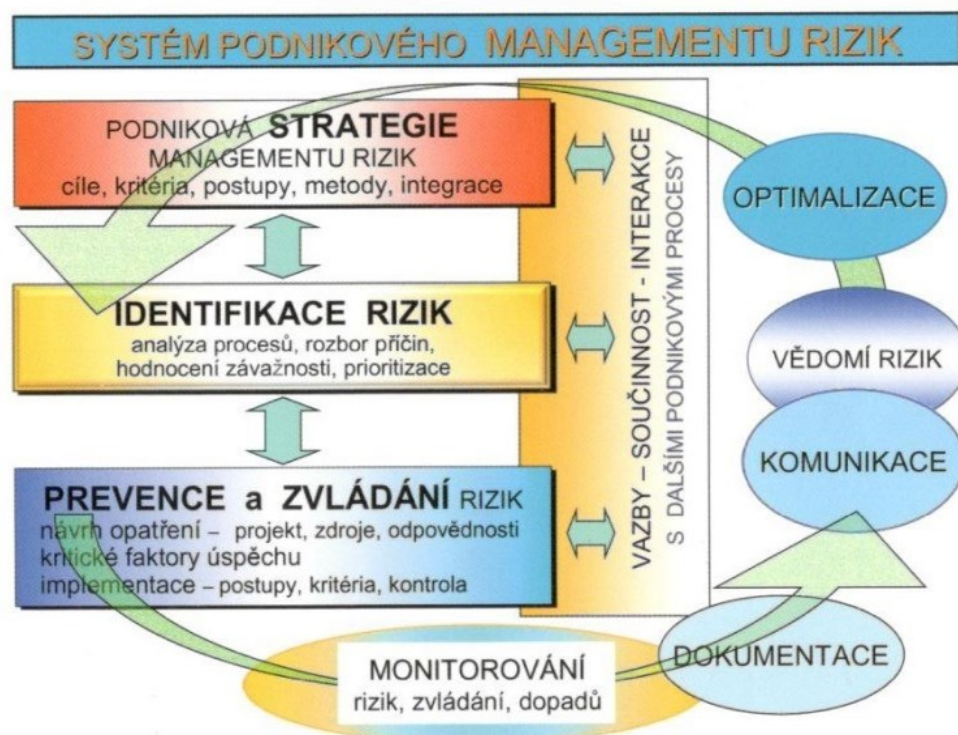 SYSTÉM PODNIKOVÉHO MANAGEMENTU RIZIK
PODNIKOVÁ STRATEGIE
MANAGEMENTU RIZIK
cíle, kritéria, postupy, metody, integrace
IDENTIFIKACE RIZIK
analýza procesů, rozbor příčin,
hodnocení závažnosti, prioritizace
PREVENCE a ZVLÁDÁNÍ RIZIK
návrh opatření – projekt, zdroje, odpovědnosti
kritické faktory úspěchu
implementace – postupy, kritéria, kontrola
VAZBY – SOUČINNOST - INTERAKCE
S DALŠÍMI PODNIKOVÝMI PROCESY
OPTIMALIZACE
VĚDOMÍ RIZIK
KOMUNIKACE
DOKUMENTACE
MONITOROVÁNÍ
rizik, zvládání, dopadů